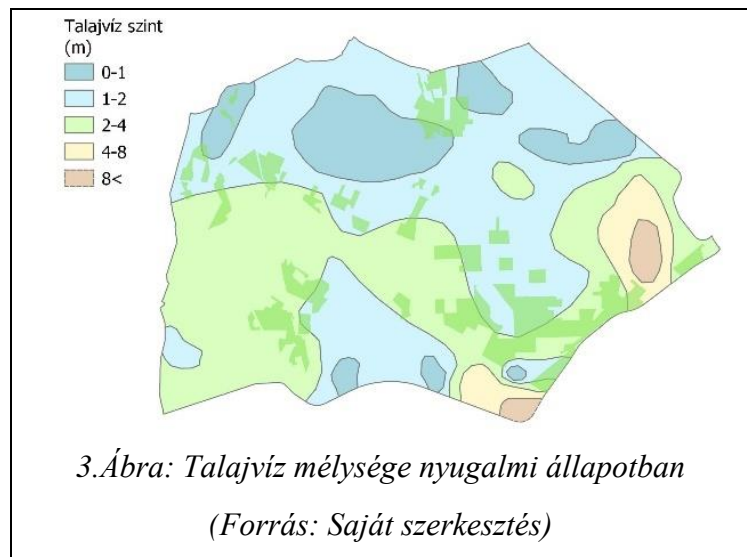 Talajvíz szint
(m)
0-1
1-2
2-4
4-8
8<
3.Ábra: Talajvíz mélysége nyugalmi állapotban
(Forrás: Saját szerkesztés)